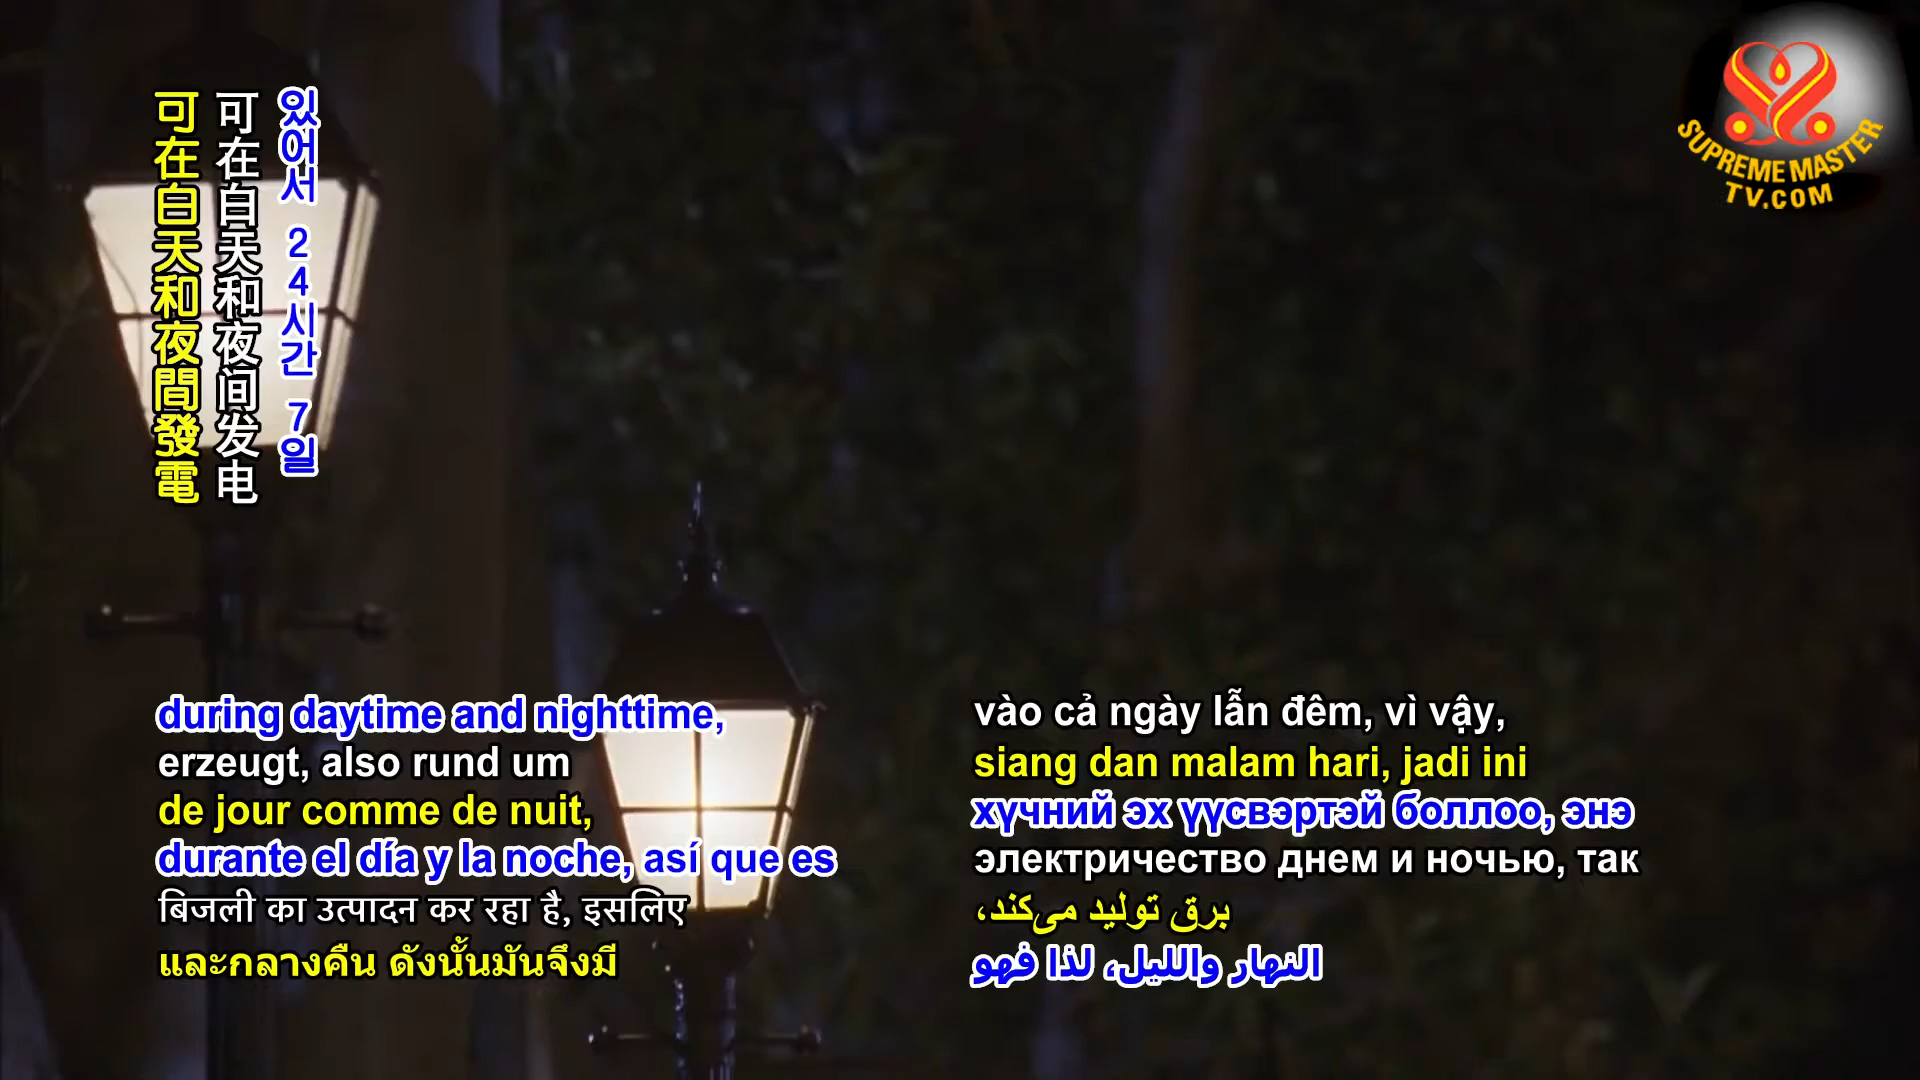 可在白天和夜間發電
可在白天和夜间发电
있어서 24시간 7일
SUPREME MASTER
TV.COM
during daytime and nighttime,
erzeugt, also rund um
de jour comme de nuit,
durante el día y la noche, así que es
बिजली का उत्पादन कर रहा है, इसलिए
และกลางคืน ดังนั้นมันจึงมี
vào cả ngày lẫn đêm, vì vậy,
siang dan malam hari, jadi ini
хүчний эх үүсвэртэй боллоо, энэ
электричество днем и ночью, так
برق تولید می‌کند،
النهار والليل، لذا فهو